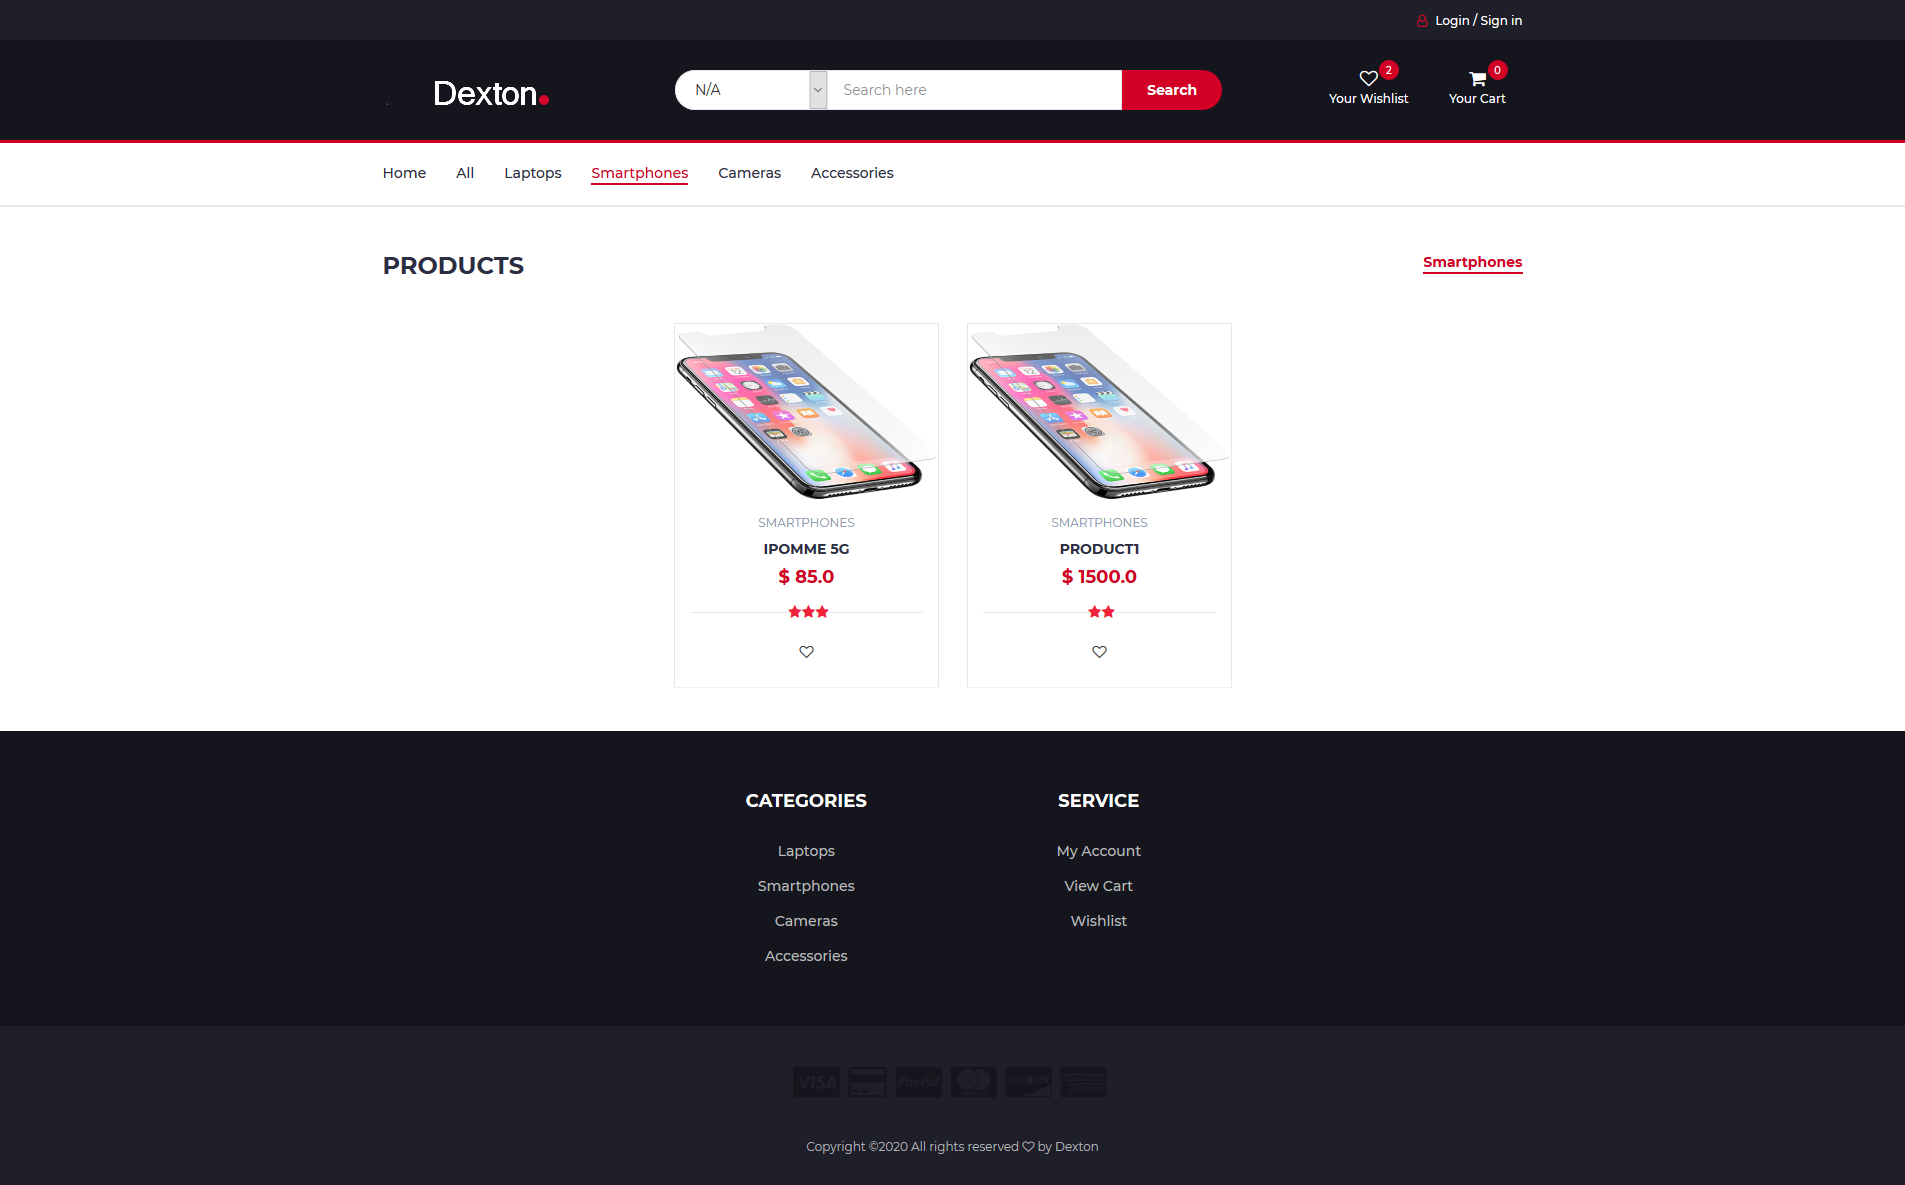 Login / Sign in
Dexton.
N/A
Search here
Search
2
Your Wishlist
0
Your Cart
Home
All
Laptops
Smartphones
Cameras
Accessories
PRODUCTS
Smartphones
SMARTPHONES
IPOMME 5G
$ 85.0
SMARTPHONES
PRODUCT1
$ 1500.0
CATEGORIES
Laptops
Smartphones
Cameras
Accessories
SERVICE
My Account
View Cart
Wishlist
VISA
PayPal
DISCOVER
Copyright ©2020 All rights reserved ♡ by Dexton